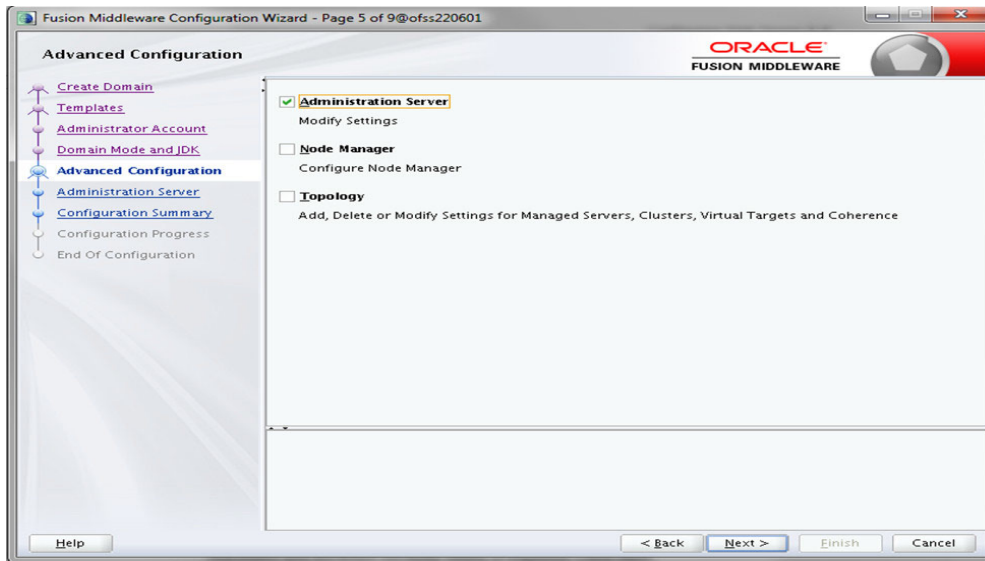 Fusion Middleware Configuration Wizard - Page 5 of 9@ofss220601
Advanced Configuration
ORACLE
FUSION MIDDLEWARE
Create Domain
Templates
Administrator Account
Domain Mode and JDK
Advanced Configuration
Administration Server
Configuration Summary
Configuration Progress
End Of Configuration
Administration Server
Modify Settings
Node Manager
Configure Node Manager
Topology
Add, Delete or Modify Settings for Managed Servers, Clusters, Virtual Targets and Coherence
Help
< Back
Next >
Finish
Cancel